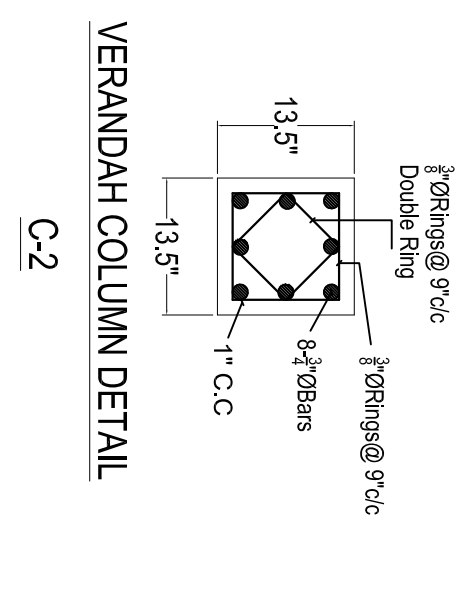 3/8"ØRings@ 9"c/c
Double Ring
3/8"ØRings@ 9"c/c
8-3/4"ØBars
1" C.C
13.5"
13.5"
VERANDAH COLUMN DETAIL
C-2